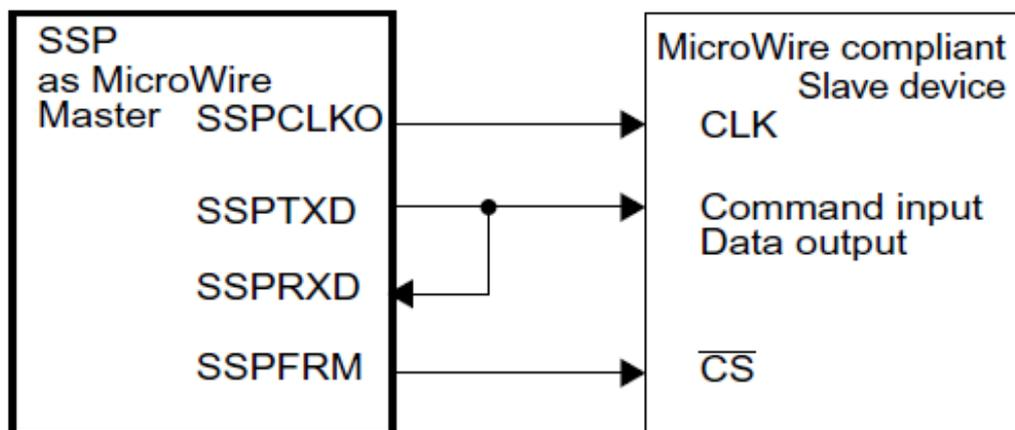 SSP
as MicroWire
Master
SSPCLKO
SSPTXD
SSPRXD
SSPFRM
MicroWire compliant
Slave device
CLK
Command input
Data output
CS